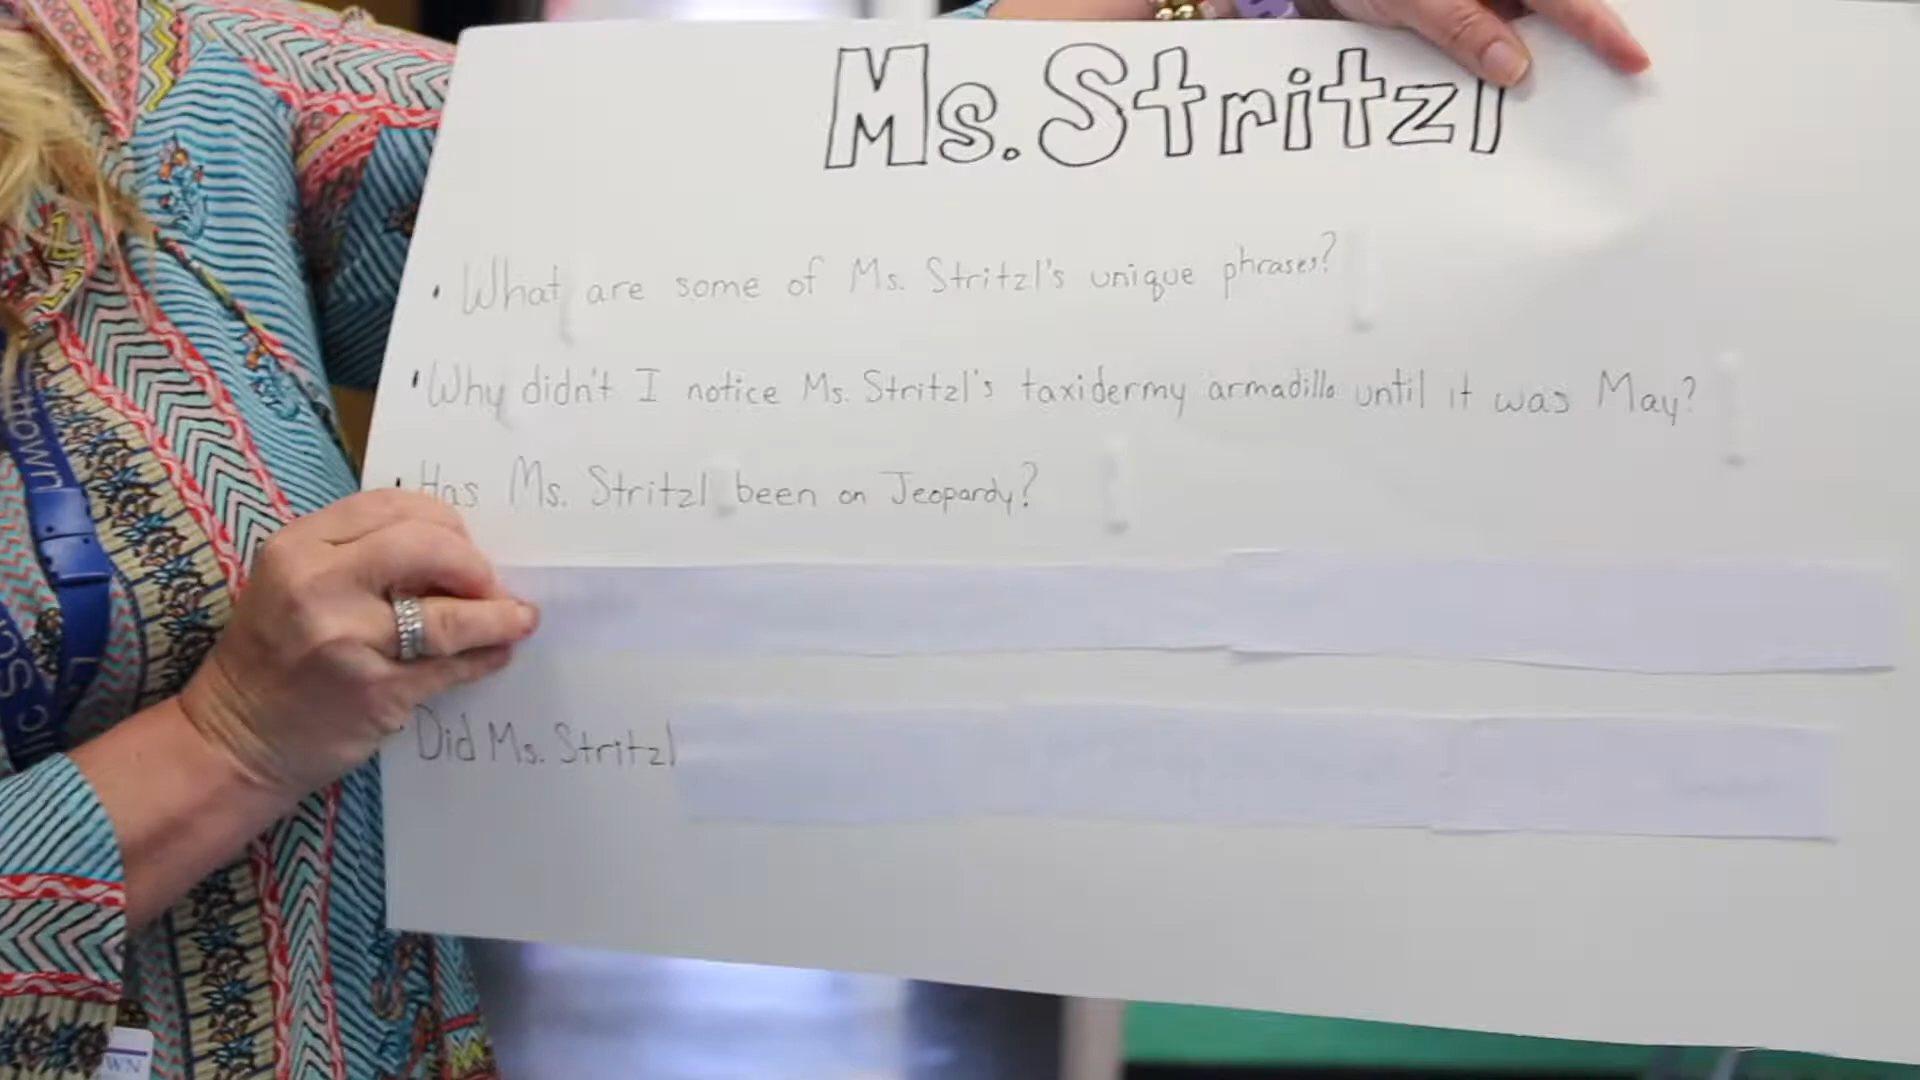 Ms. Stritzl
• What are some of Ms. Stritzl's unique phrases?
• Why didn't I notice Ms. Stritzl's taxidermy armadillo until it was May?
• Has Ms. Stritzl been on Jeopardy?
Did Ms. Stritzl